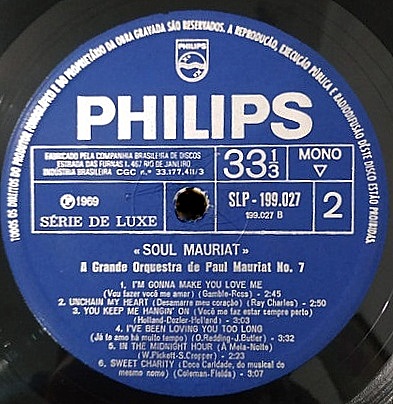 TODOS OS DIREITOS DO PRODUTOR FONOGRÁFICO E DO PROPRIETÁRIO DA OBRA GRAVADA SÃO RESERVADOS. A REPRODUÇÃO, EXECUÇÃO PÚBLICA E RADIODIFUSÃO DÊSTE DISCO ESTÃO PROIBIDAS
PHILIPS
PHILIPS
FABRICADO PELA COMPANHIA BRASILEIRA DE DISCOS
ESTRADA DAS FURNAS 1.467 RIO DE JANEIRO
INDÚSTRIA BRASILEIRA CGC n.º 33.177.411/3
33 1/3
MONO
▽
Ⓟ 1969
SÉRIE DE LUXE
SLP - 199.027
199.027 B
2
« SOUL MAURIAT »
A Grande Orquestra de Paul Mauriat No. 7
1. I'M GONNA MAKE YOU LOVE ME
(Vou fazer você me amar) (Gamble-Ross) - 2:50
2. UNCHAIN MY HEART (Desamarre meu coração) (Ray Charles) - 2:50
3. YOU KEEP ME HANGIN' ON (Você me faz estar sempre perto)
(Holland-Dozier-Holland) - 3:03
4. I'VE BEEN LOVING YOU TOO LONG
(Já te amo há muito tempo) (O.Redding-J.Butler) - 3:32
5. IN THE MIDNIGHT HOUR (À Meia-Noite)
(W.Pickett-S.Cropper) - 2:23
6. SWEET CHARITY (Doce Caridade, do musical do
mesmo nome) (Coleman-Fields) - 3:07